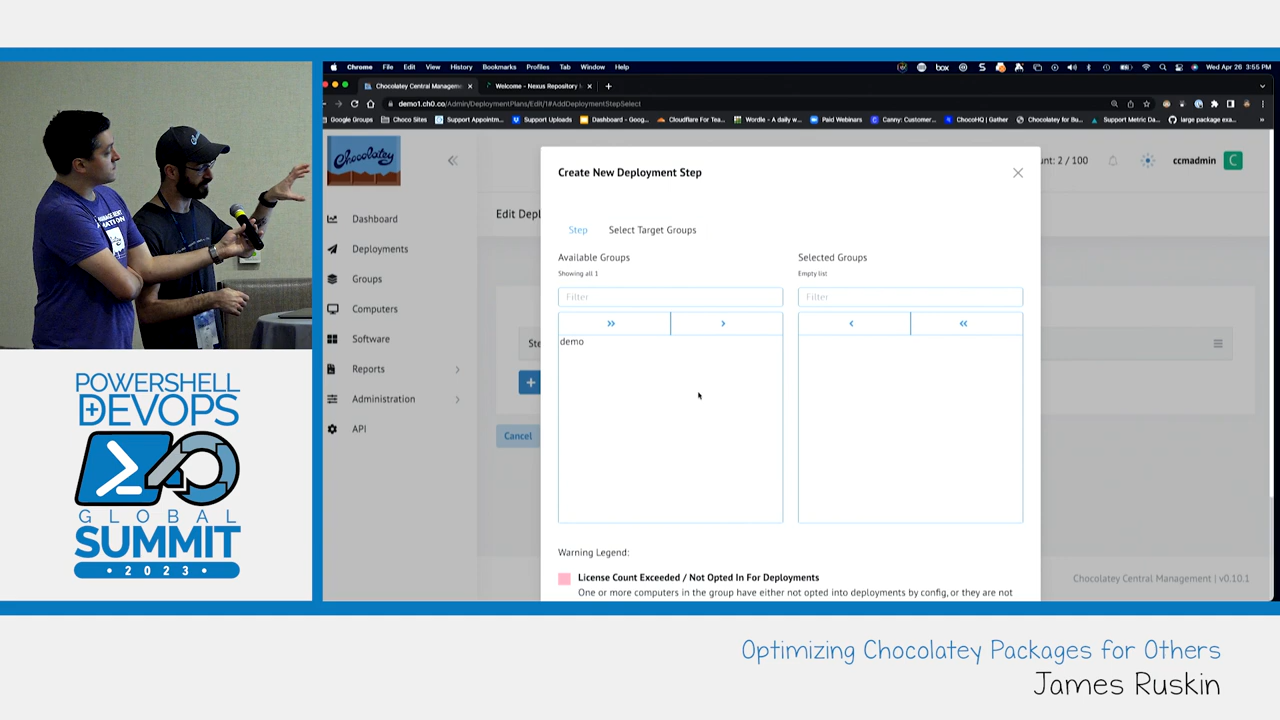 Chrome File Edit View History Bookmarks Profiles Tab Window Help box Wed Apr 26 3:55 PM
Chocolatey Central Managem... Welcome - Nexus Repository
demo1.ch0.co/Admin/DeploymentPlans/Edit/1#AddDeploymentStepSelect
Google Groups Choco Sites Support Appointm... Support Uploads Dashboard - Goog... CloudFlare For Tea... Wordle - A daily w... Paid Webinars Canny: Customer... ChocoHQ | Gather Chocolatey for Bu... Support Metric Da... large package exa...
Chocolatey
unt: 2 / 100
ccmadmin C
Dashboard
Deployments
Groups
Computers
Software
Reports
Administration
API
Edit Depl
Ste
+
Cancel
Create New Deployment Step
Step Select Target Groups
Available Groups Selected Groups
Showing all 1 Empty list
Filter Filter
» › ‹ «
demo
Warning Legend:
License Count Exceeded / Not Opted In For Deployments
One or more computers in the group have either not opted into deployments by config, or they are not
Chocolatey Central Management | v0.10.1
POWERSHELL
+DEVOPS
GLOBAL
SUMMIT
• 2023 •
Optimizing Chocolatey Packages for Others
James Ruskin